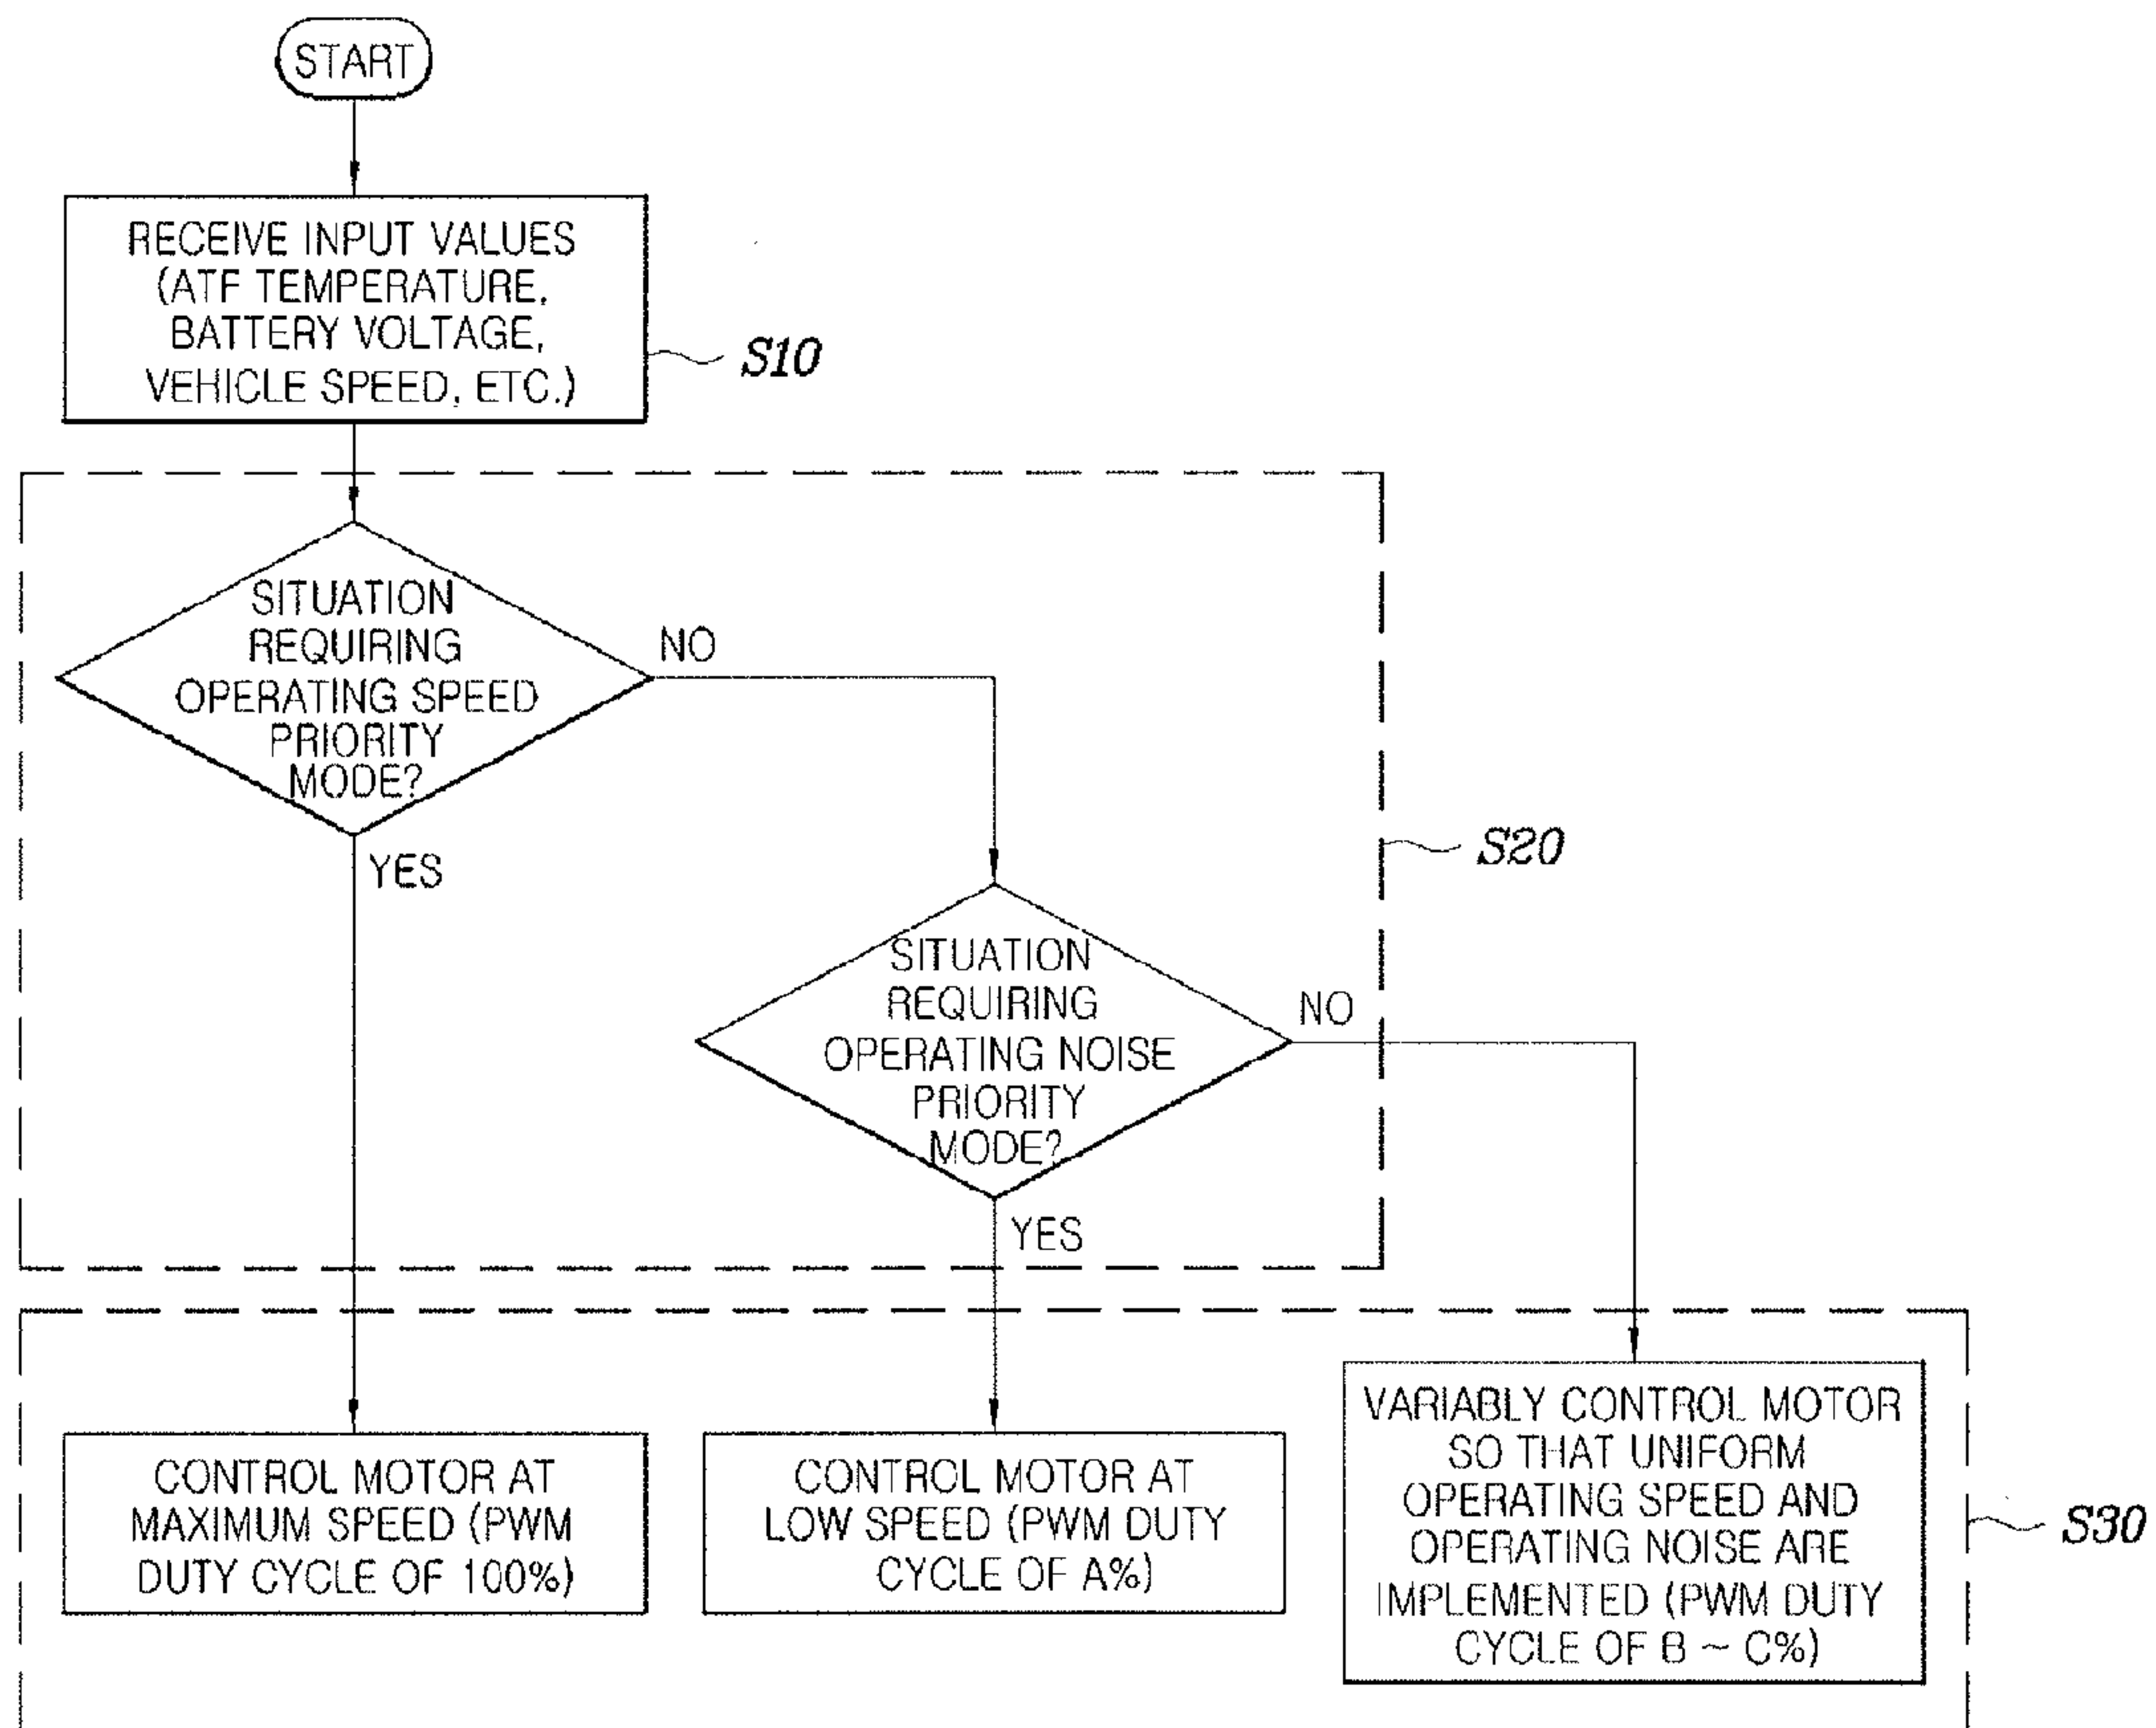 START
RECEIVE INPUT VALUES
(ATF TEMPERATURE,
BATTERY VOLTAGE,
VEHICLE SPEED, ETC.)
S10
SITUATION
REQUIRING
OPERATING SPEED
PRIORITY
MODE?
NO
YES
S20
SITUATION
REQUIRING
OPERATING NOISE
PRIORITY
MODE?
NO
YES
CONTROL MOTOR AT
MAXIMUM SPEED (PWM
DUTY CYCLE OF 100%)
CONTROL MOTOR AT
LOW SPEED (PWM DUTY
CYCLE OF A%)
VARIABLY CONTROL MOTOR
SO THAT UNIFORM
OPERATING SPEED AND
OPERATING NOISE ARE
IMPLEMENTED (PWM DUTY
CYCLE OF B ~ C%)
S30